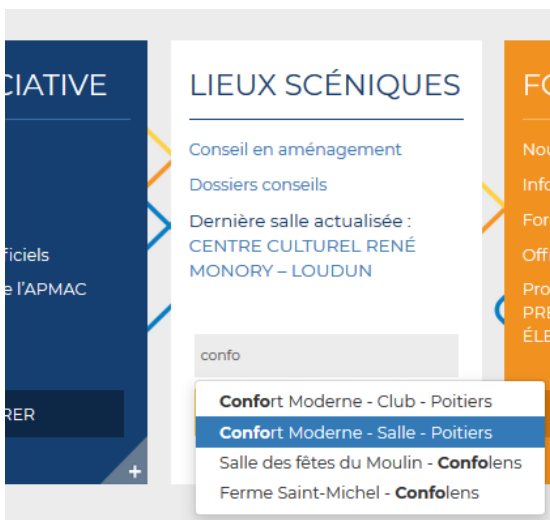 CIATIVE
ficiels
e l'APMAC
RER
+
LIEUX SCÉNIQUES
Conseil en aménagement
Dossiers conseils
Dernière salle actualisée :
CENTRE CULTUREL RENÉ
MONORY – LOUDUN
confo
Confort Moderne - Club - Poitiers
Confort Moderne - Salle - Poitiers
Salle des fêtes du Moulin - Confolens
Ferme Saint-Michel - Confolens
FO
Nou
Info
For
Off
Pro
PRE
ÉLE